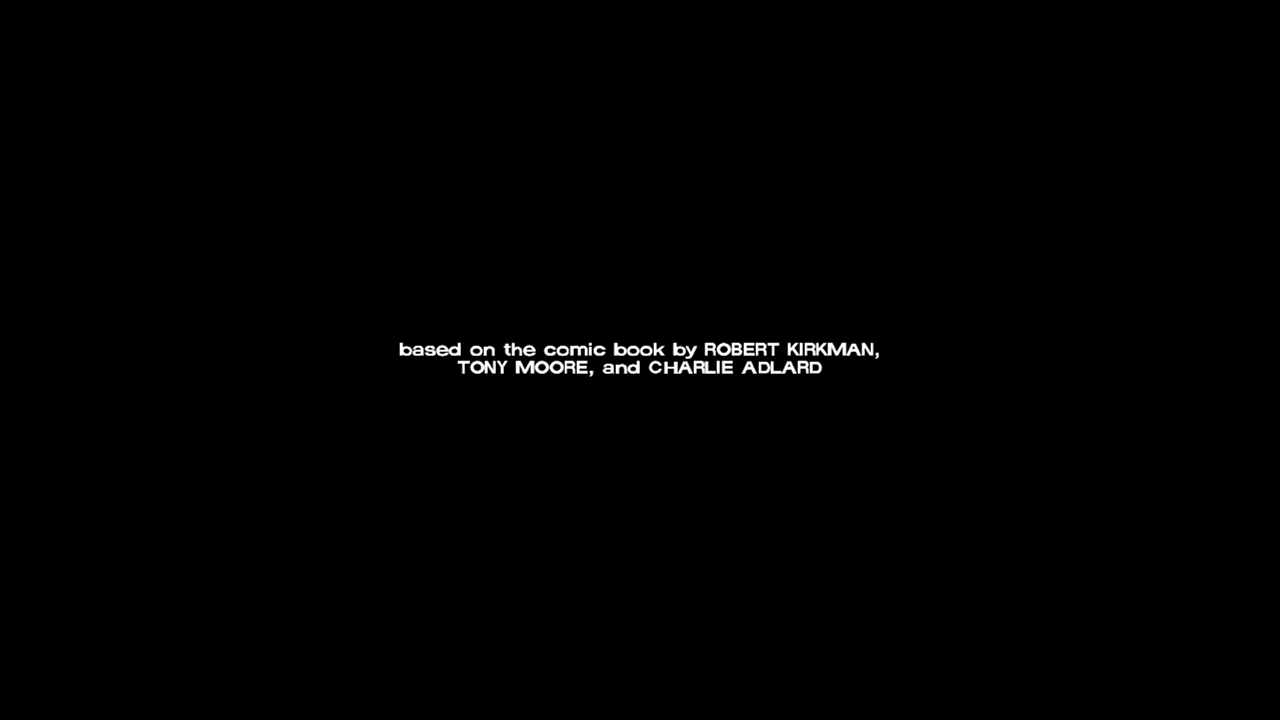 based on the comic book by ROBERT KIRKMAN,
TONY MOORE, and CHARLIE ADLARD